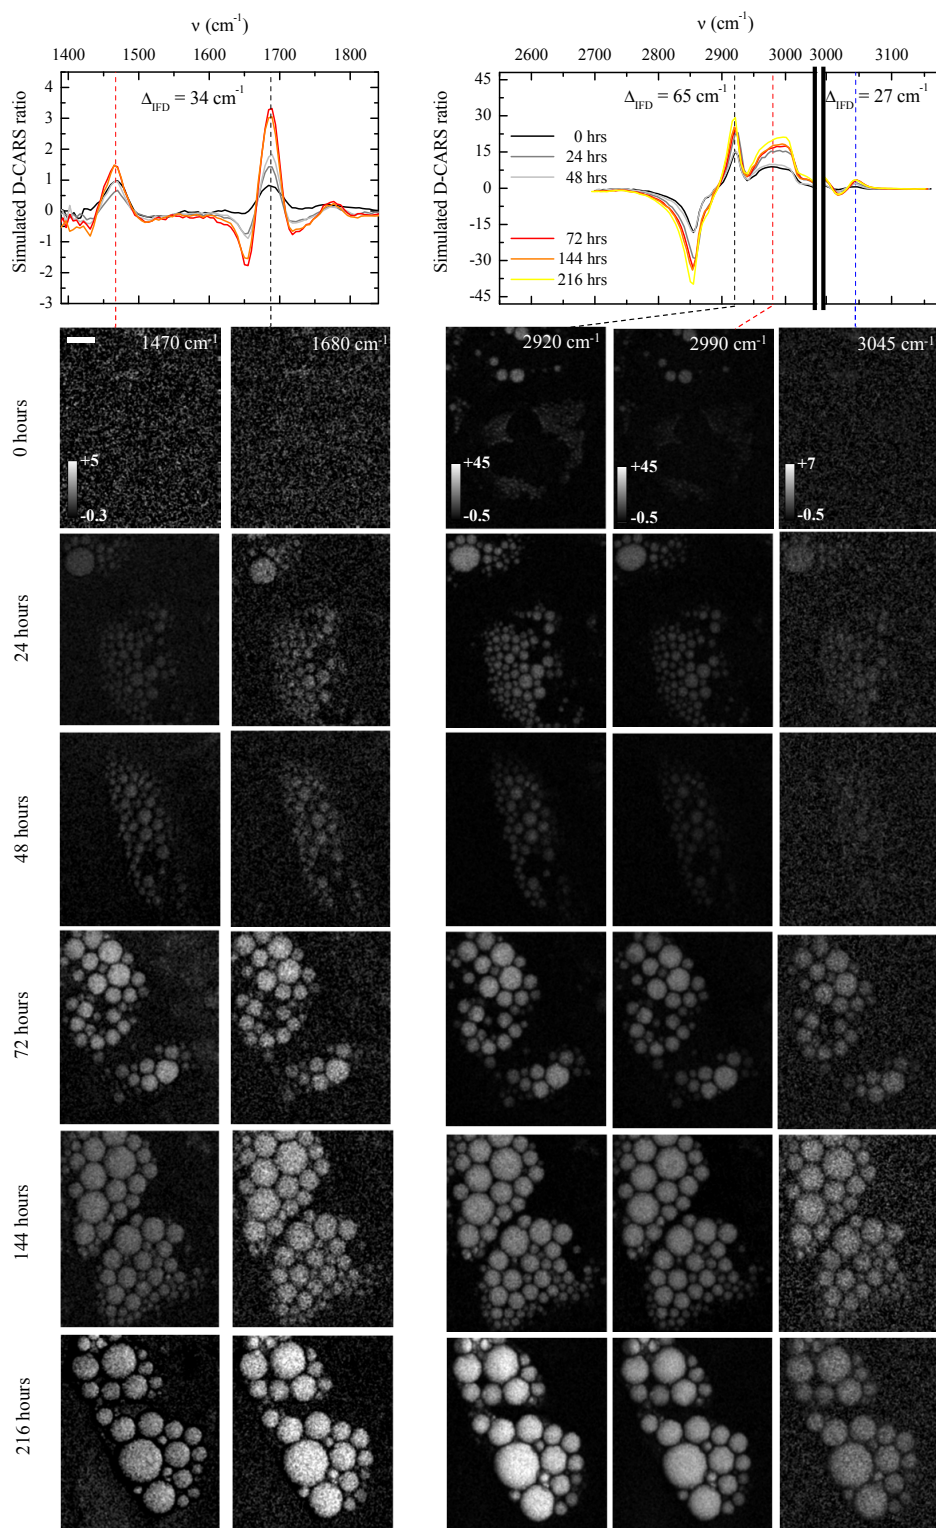 ν (cm⁻¹)
1400 1500 1600 1700 1800
Simulated D-CARS ratio
4
3
2
1
0
-1
-2
-3
Δ_IFD = 34 cm⁻¹
ν (cm⁻¹)
2600 2700 2800 2900 3000 3000 3100
Simulated D-CARS ratio
45
30
15
0
-15
-30
-45
Δ_IFD = 65 cm⁻¹
Δ_IFD = 27 cm⁻¹
0 hrs
24 hrs
48 hrs
72 hrs
144 hrs
216 hrs
1470 cm⁻¹
1680 cm⁻¹
2920 cm⁻¹
2990 cm⁻¹
3045 cm⁻¹
0 hours
+5
-0.3
+45
-0.5
+45
-0.5
+7
-0.5
24 hours
48 hours
72 hours
144 hours
216 hours